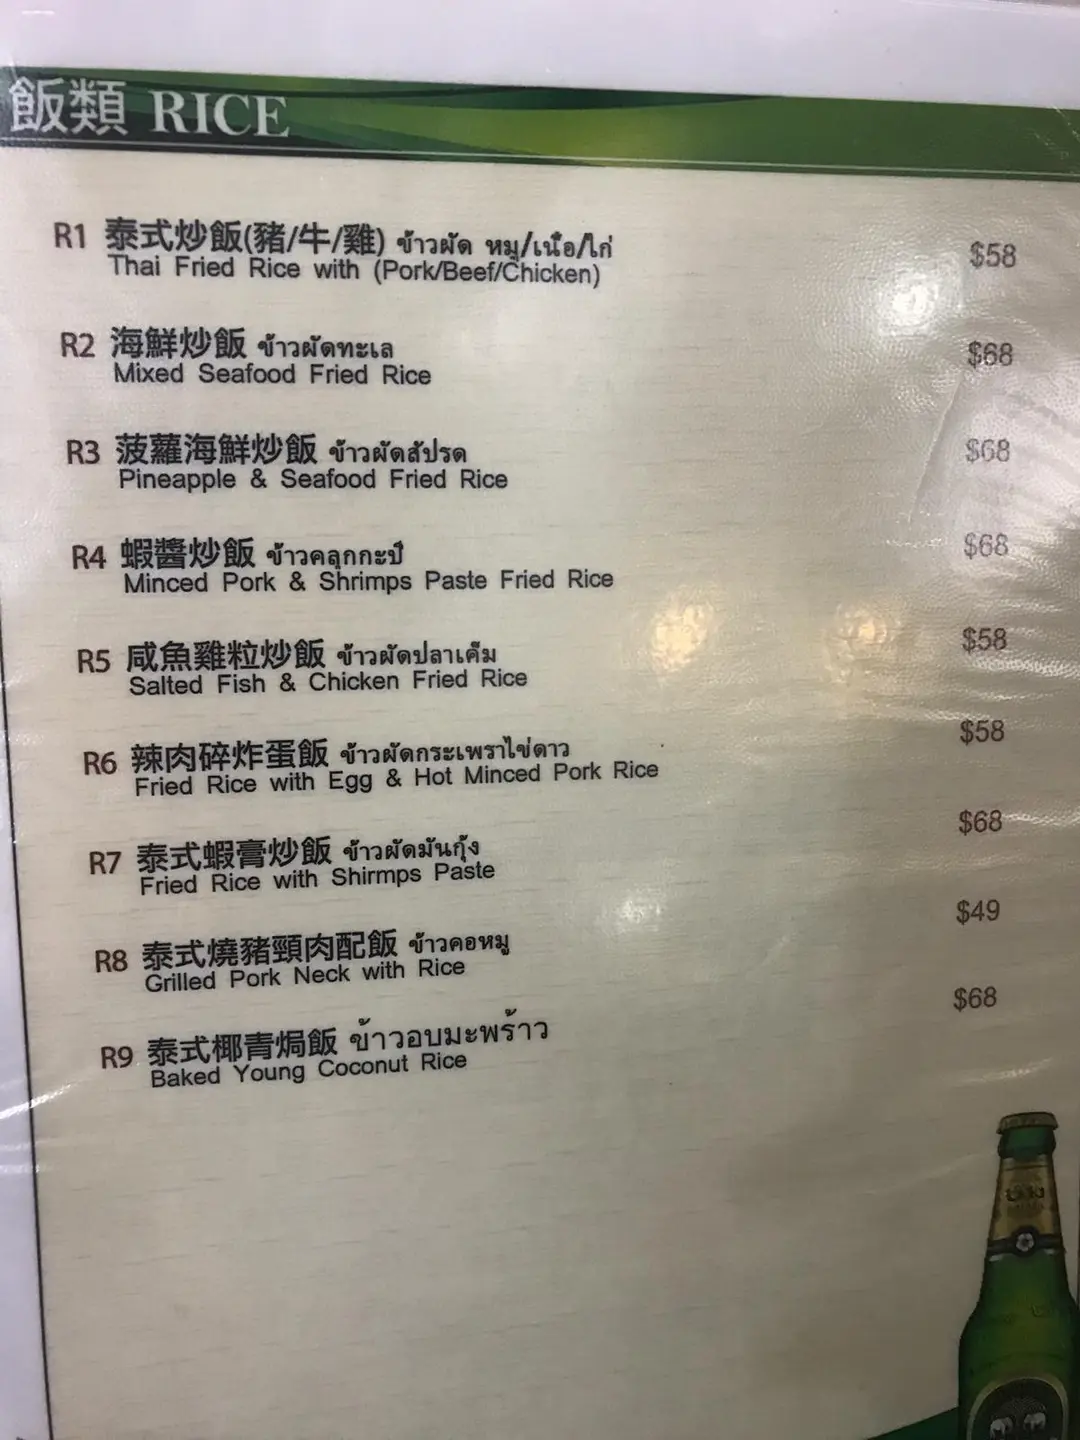 飯類 RICE
R1 泰式炒飯(豬/牛/雞) ข้าวผัด หมู/เนื้อ/ไก่ $58
Thai Fried Rice with (Pork/Beef/Chicken)
R2 海鮮炒飯 ข้าวผัดทะเล $68
Mixed Seafood Fried Rice
R3 菠蘿海鮮炒飯 ข้าวผัดสัปรด $68
Pineapple & Seafood Fried Rice
R4 蝦醬炒飯 ข้าวคลุกกะปิ $68
Minced Pork & Shrimps Paste Fried Rice
R5 咸魚雞粒炒飯 ข้าวผัดปลาเค็ม $58
Salted Fish & Chicken Fried Rice
R6 辣肉碎炸蛋飯 ข้าวผัดกระเพราไข่ดาว $58
Fried Rice with Egg & Hot Minced Pork Rice
R7 泰式蝦膏炒飯 ข้าวผัดมันกุ้ง $68
Fried Rice with Shirmps Paste
R8 泰式燒豬頸肉配飯 ข้าวคอหมู $49
Grilled Pork Neck with Rice
R9 泰式椰青焗飯 ข้าวอบมะพร้าว $68
Baked Young Coconut Rice
ช้าง